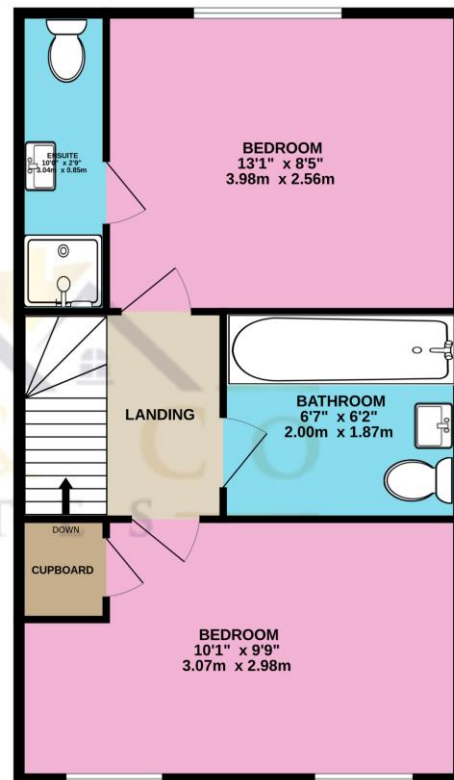 ENSUITE
10'0" x 2'9"
3.04m x 0.85m
BEDROOM
13'1" x 8'5"
3.98m x 2.56m
LANDING
BATHROOM
6'7" x 6'2"
2.00m x 1.87m
DOWN
CUPBOARD
BEDROOM
10'1" x 9'9"
3.07m x 2.98m